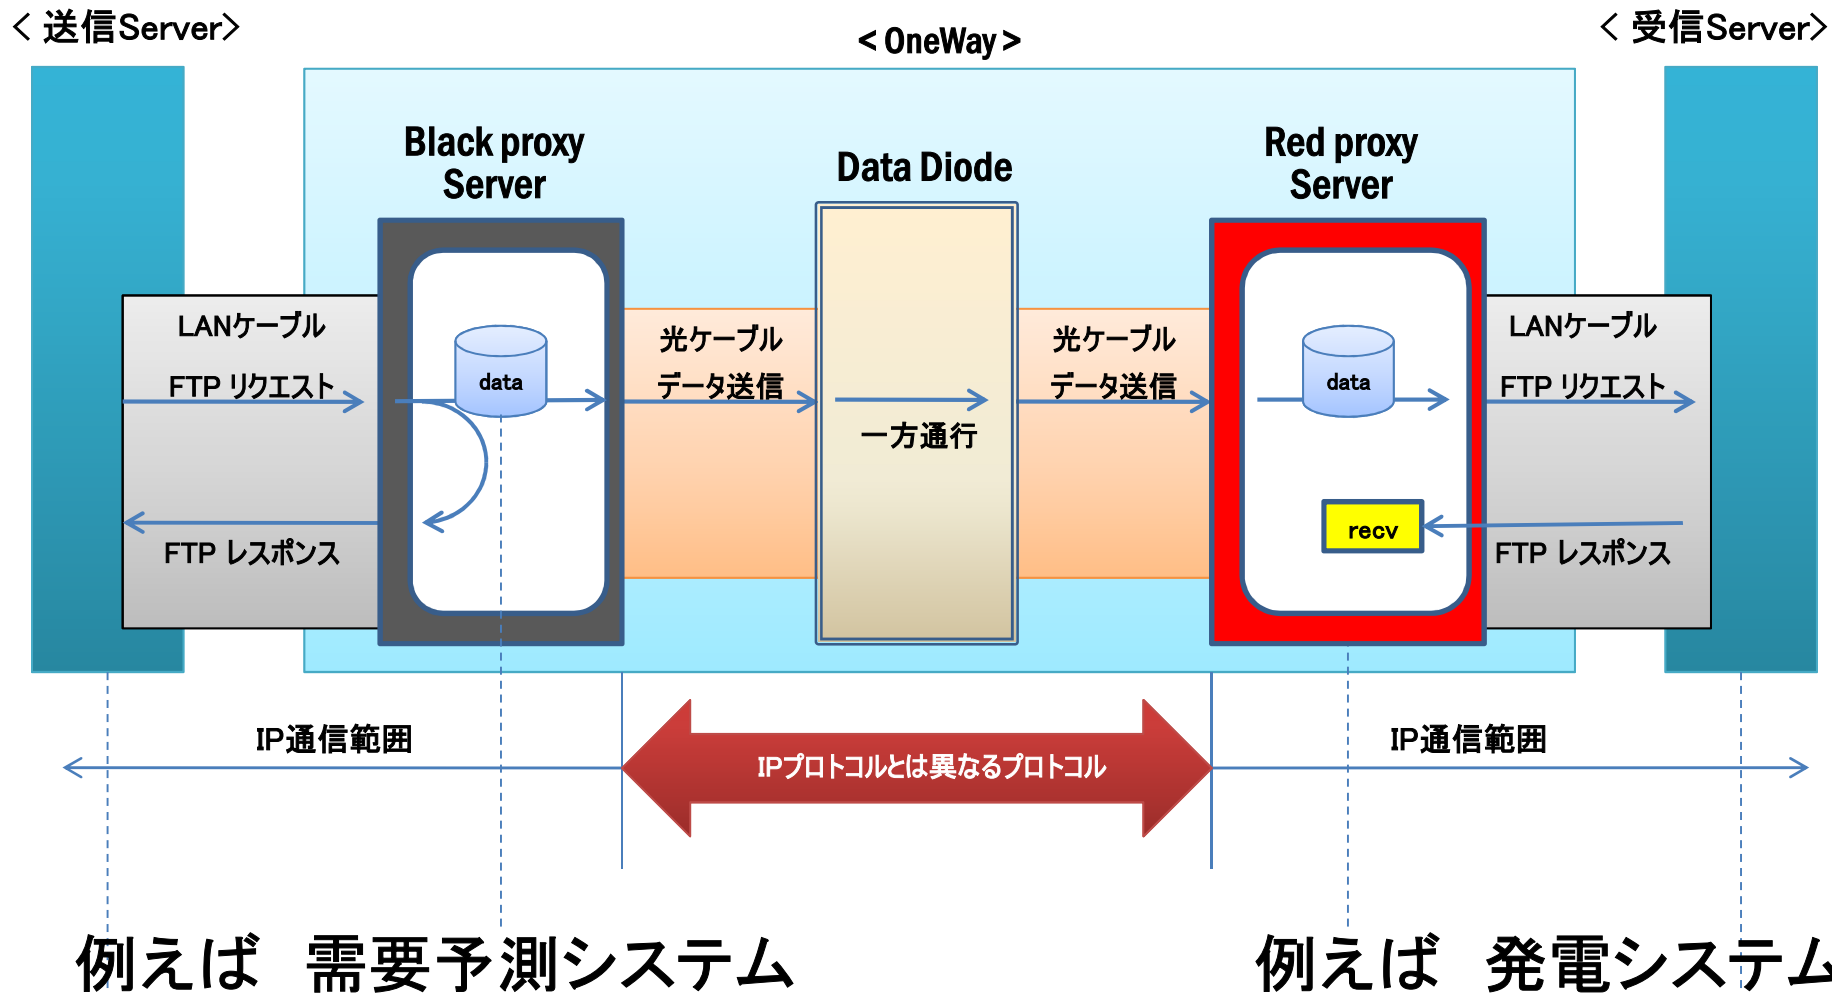 < 送信Server>
< OneWay >
< 受信Server>
Black proxy
Server
Data Diode
Red proxy
Server
LANケーブル
FTP リクエスト
FTP レスポンス
data
光ケーブル
データ送信
一方通行
光ケーブル
データ送信
data
recv
LANケーブル
FTP リクエスト
FTP レスポンス
IP通信範囲
IPプロトコルとは異なるプロトコル
IP通信範囲
例えば 需要予測システム
例えば 発電システム